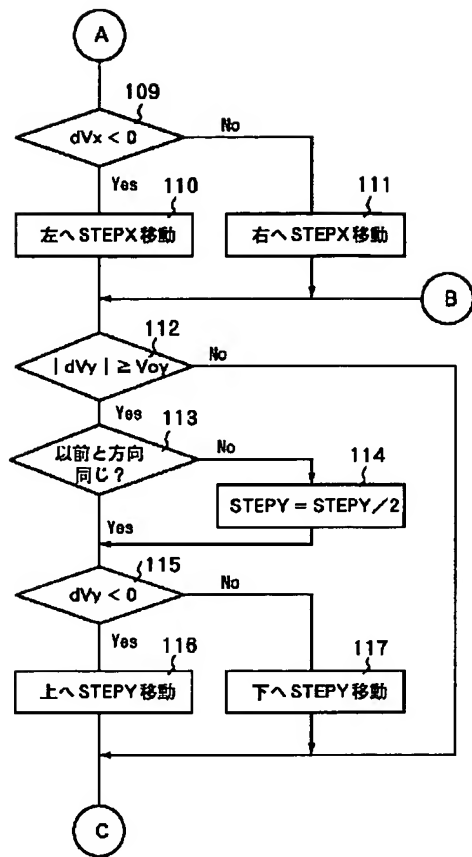 A
109
dVx < 0
No
Yes
110
111
左へSTEPX移動
右へSTEPX移動
B
112
|dVy| ≥ Voy
No
Yes
113
以前と方向
同じ?
No
114
STEPY = STEPY/2
Yes
115
dVy < 0
No
Yes
116
117
上へSTEPY移動
下へSTEPY移動
C